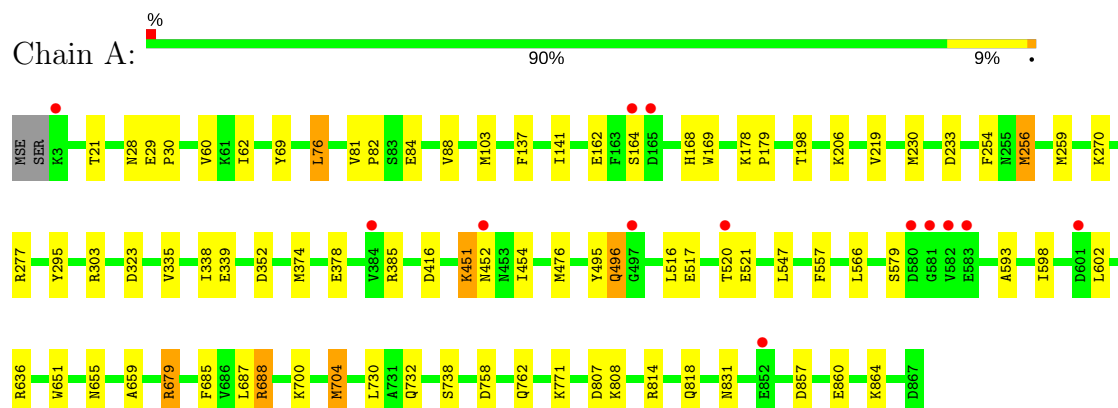 %
Chain A:
90% 9% •
MSE SER K3 T21 N28 E29 P30 V60 K61 I62 Y69 L76 V81 P82 S83 E84 V88 M103 F137 I141 E162 F163 S164 D165 H168 W169 K178 P179 T198 K206 V219 M230 D233 F254 N255 M256 M259 K270
R277 Y295 R303 D323 V335 I338 E339 D352 M374 E378 V384 R385 D416 K451 N452 N453 I454 M476 Y495 Q496 G497 L516 E517 T520 E521 L547 F557 L566 S579 D580 G581 V582 E583 A593 I598 D601 L602
R636 W651 N655 A659 R679 F685 V686 L687 R688 K700 M704 L730 A731 Q732 S738 D758 Q762 K771 D807 K808 R814 Q818 N831 E852 D857 E860 K864 D867